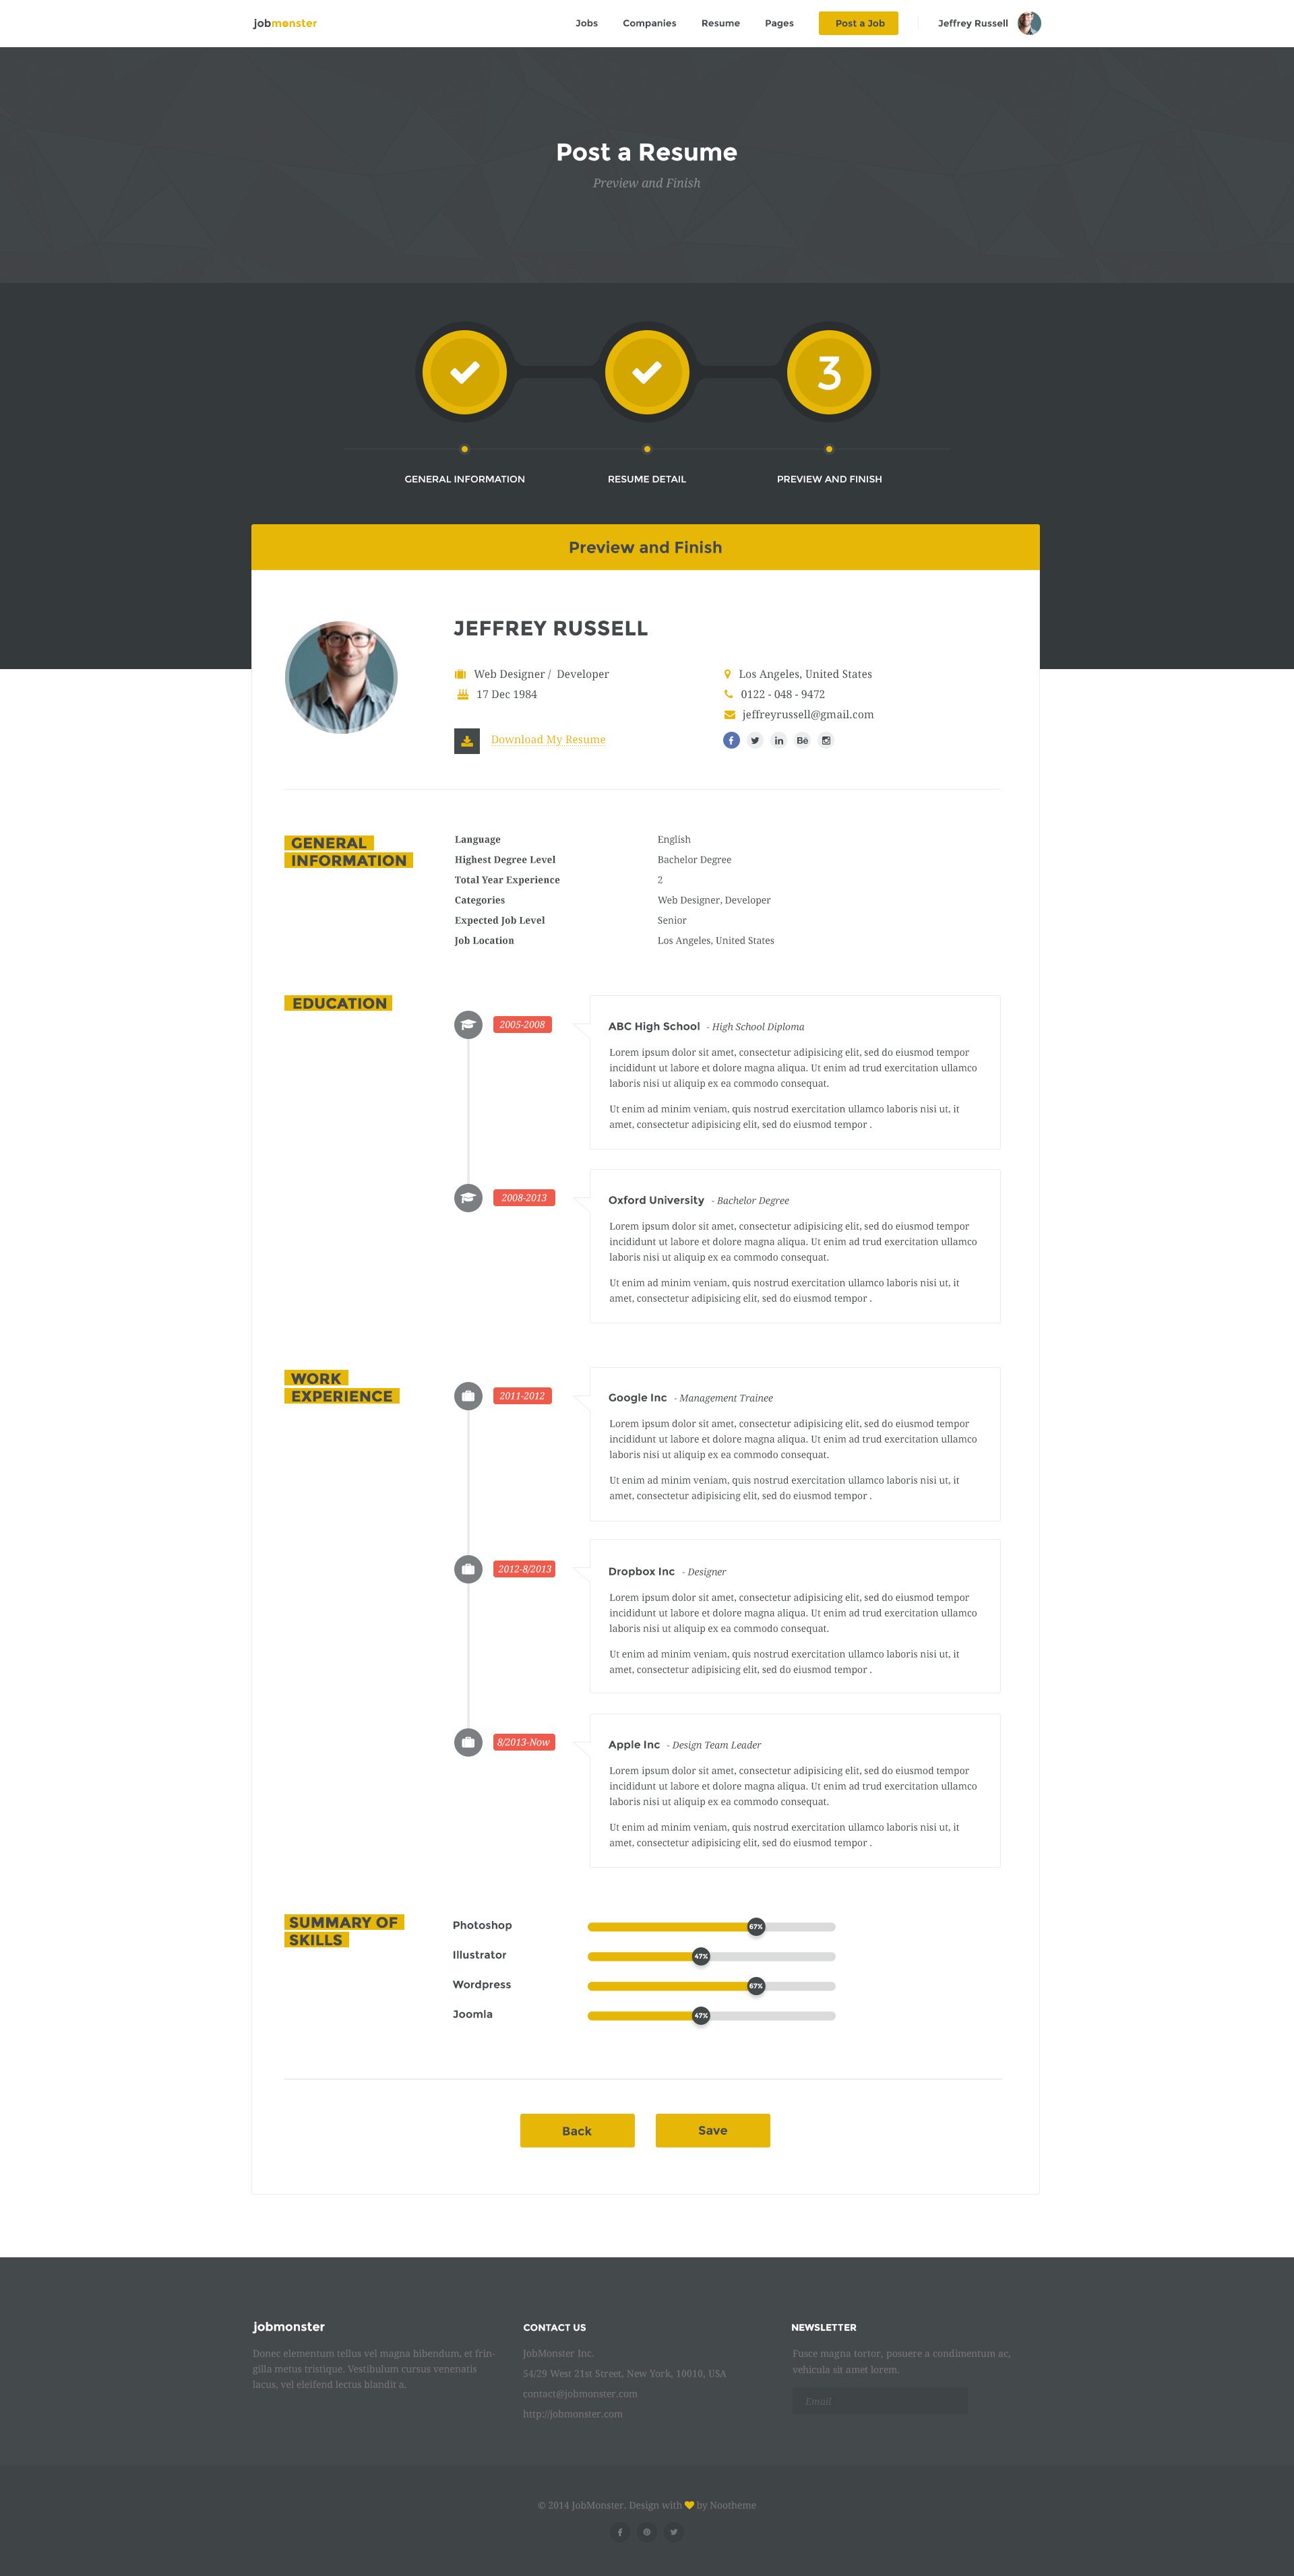 jobmonster
Jobs Companies Resume Pages Post a Job Jeffrey Russell
Post a Resume
Preview and Finish
3
GENERAL INFORMATION RESUME DETAIL PREVIEW AND FINISH
Preview and Finish
JEFFREY RUSSELL
Web Designer / Developer
17 Dec 1984
Download My Resume
Los Angeles, United States
0122 - 048 - 9472
jeffreyrussell@gmail.com
f in Bē
GENERAL
INFORMATION
Language English
Highest Degree Level Bachelor Degree
Total Year Experience 2
Categories Web Designer, Developer
Expected Job Level Senior
Job Location Los Angeles, United States
EDUCATION
2005-2008
ABC High School - High School Diploma
Lorem ipsum dolor sit amet, consectetur adipisicing elit, sed do eiusmod tempor
incididunt ut labore et dolore magna aliqua. Ut enim ad trud exercitation ullamco
laboris nisi ut aliquip ex ea commodo consequat.
Ut enim ad minim veniam, quis nostrud exercitation ullamco laboris nisi ut, it
amet, consectetur adipisicing elit, sed do eiusmod tempor .
2008-2013
Oxford University - Bachelor Degree
Lorem ipsum dolor sit amet, consectetur adipisicing elit, sed do eiusmod tempor
incididunt ut labore et dolore magna aliqua. Ut enim ad trud exercitation ullamco
laboris nisi ut aliquip ex ea commodo consequat.
Ut enim ad minim veniam, quis nostrud exercitation ullamco laboris nisi ut, it
amet, consectetur adipisicing elit, sed do eiusmod tempor .
WORK
EXPERIENCE
2011-2012
Google Inc - Management Trainee
Lorem ipsum dolor sit amet, consectetur adipisicing elit, sed do eiusmod tempor
incididunt ut labore et dolore magna aliqua. Ut enim ad trud exercitation ullamco
laboris nisi ut aliquip ex ea commodo consequat.
Ut enim ad minim veniam, quis nostrud exercitation ullamco laboris nisi ut, it
amet, consectetur adipisicing elit, sed do eiusmod tempor .
2012-8/2013
Dropbox Inc - Designer
Lorem ipsum dolor sit amet, consectetur adipisicing elit, sed do eiusmod tempor
incididunt ut labore et dolore magna aliqua. Ut enim ad trud exercitation ullamco
laboris nisi ut aliquip ex ea commodo consequat.
Ut enim ad minim veniam, quis nostrud exercitation ullamco laboris nisi ut, it
amet, consectetur adipisicing elit, sed do eiusmod tempor .
8/2013-Now
Apple Inc - Design Team Leader
Lorem ipsum dolor sit amet, consectetur adipisicing elit, sed do eiusmod tempor
incididunt ut labore et dolore magna aliqua. Ut enim ad trud exercitation ullamco
laboris nisi ut aliquip ex ea commodo consequat.
Ut enim ad minim veniam, quis nostrud exercitation ullamco laboris nisi ut, it
amet, consectetur adipisicing elit, sed do eiusmod tempor .
SUMMARY OF
SKILLS
Photoshop 67%
Illustrator 47%
Wordpress 67%
Joomla 47%
Back Save
jobmonster
Donec elementum tellus vel magna bibendum, et frin-
gilla metus tristique. Vestibulum cursus venenatis
lacus, vel eleifend lectus blandit a.
CONTACT US
JobMonster Inc.
54/29 West 21st Street, New York, 10010, USA
contact@jobmonster.com
http://jobmonster.com
NEWSLETTER
Fusce magna tortor, posuere a condimentum ac,
vehicula sit amet lorem.
Email
© 2014 JobMonster. Design with by Nootheme